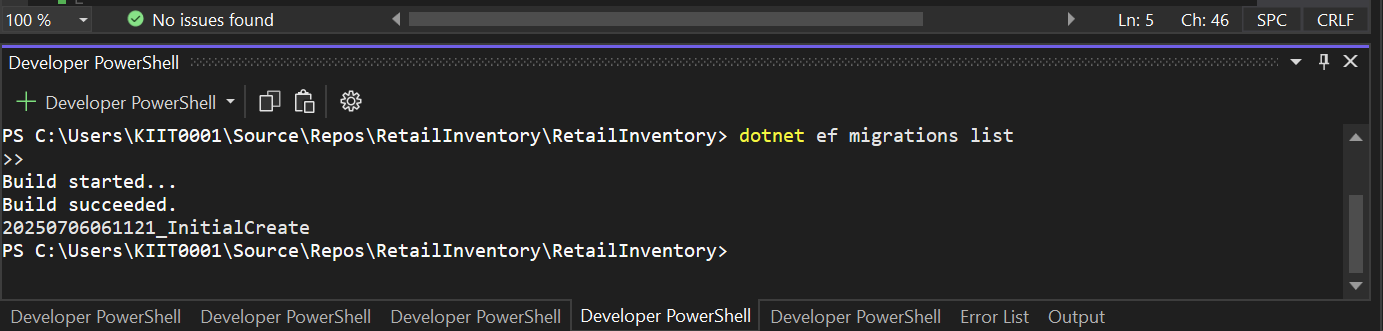 100 % No issues found Ln: 5 Ch: 46 SPC CRLF
Developer PowerShell
Developer PowerShell
PS C:\Users\KIIT0001\Source\Repos\RetailInventory\RetailInventory> dotnet ef migrations list
>>
Build started...
Build succeeded.
20250706061121_InitialCreate
PS C:\Users\KIIT0001\Source\Repos\RetailInventory\RetailInventory>
Developer PowerShell Developer PowerShell Developer PowerShell Developer PowerShell Developer PowerShell Error List Output